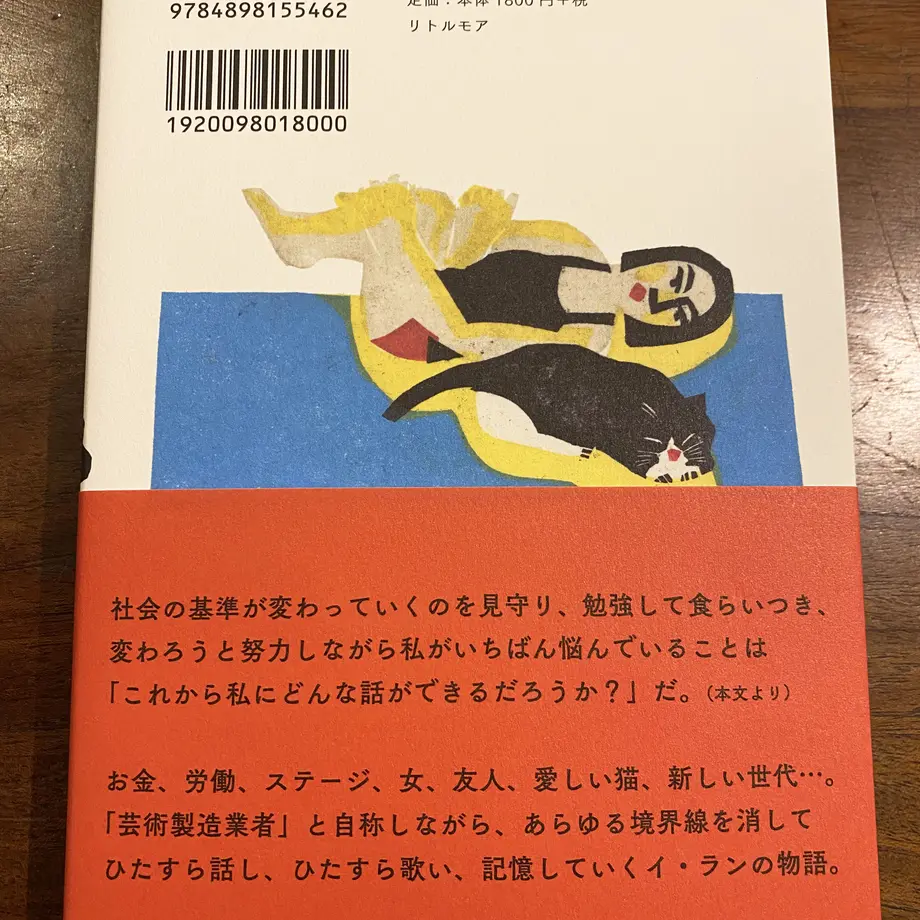 9784898155462
定価：本体1800円＋税
リトルモア
1920098018000
社会の基準が変わっていくのを見守り、勉強して食らいつき、
変わろうと努力しながら私がいちばん悩んでいることは
「これから私にどんな話ができるだろうか？」だ。（本文より）
お金、労働、ステージ、女、友人、愛しい猫、新しい世代…。
「芸術製造業者」と自称しながら、あらゆる境界線を消して
ひたすら話し、ひたすら歌い、記憶していくイ・ランの物語。